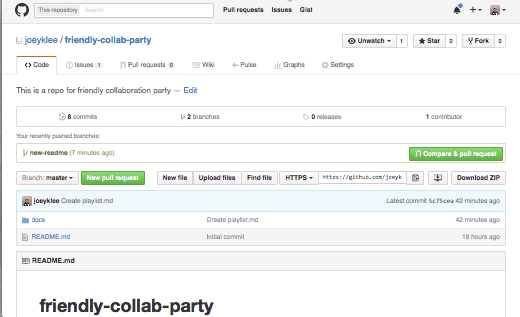 This repository Search Pull requests Issues Gist
joeyklee / friendly-collab-party Unwatch 1 Star 0 Fork 0
Code Issues 1 Pull requests 0 Wiki Pulse Graphs Settings
This is a repo for friendly collaboration party — Edit
8 commits 2 branches 0 releases 1 contributor
Your recently pushed branches:
new-readme (7 minutes ago) Compare & pull request
Branch: master New pull request New file Upload files Find file HTTPS https://github.com/joeyk Download ZIP
joeyklee Create playlist.md Latest commit 5c75cea 42 minutes ago
docs Create playlist.md 42 minutes ago
README.md Initial commit 19 hours ago
README.md
friendly-collab-party